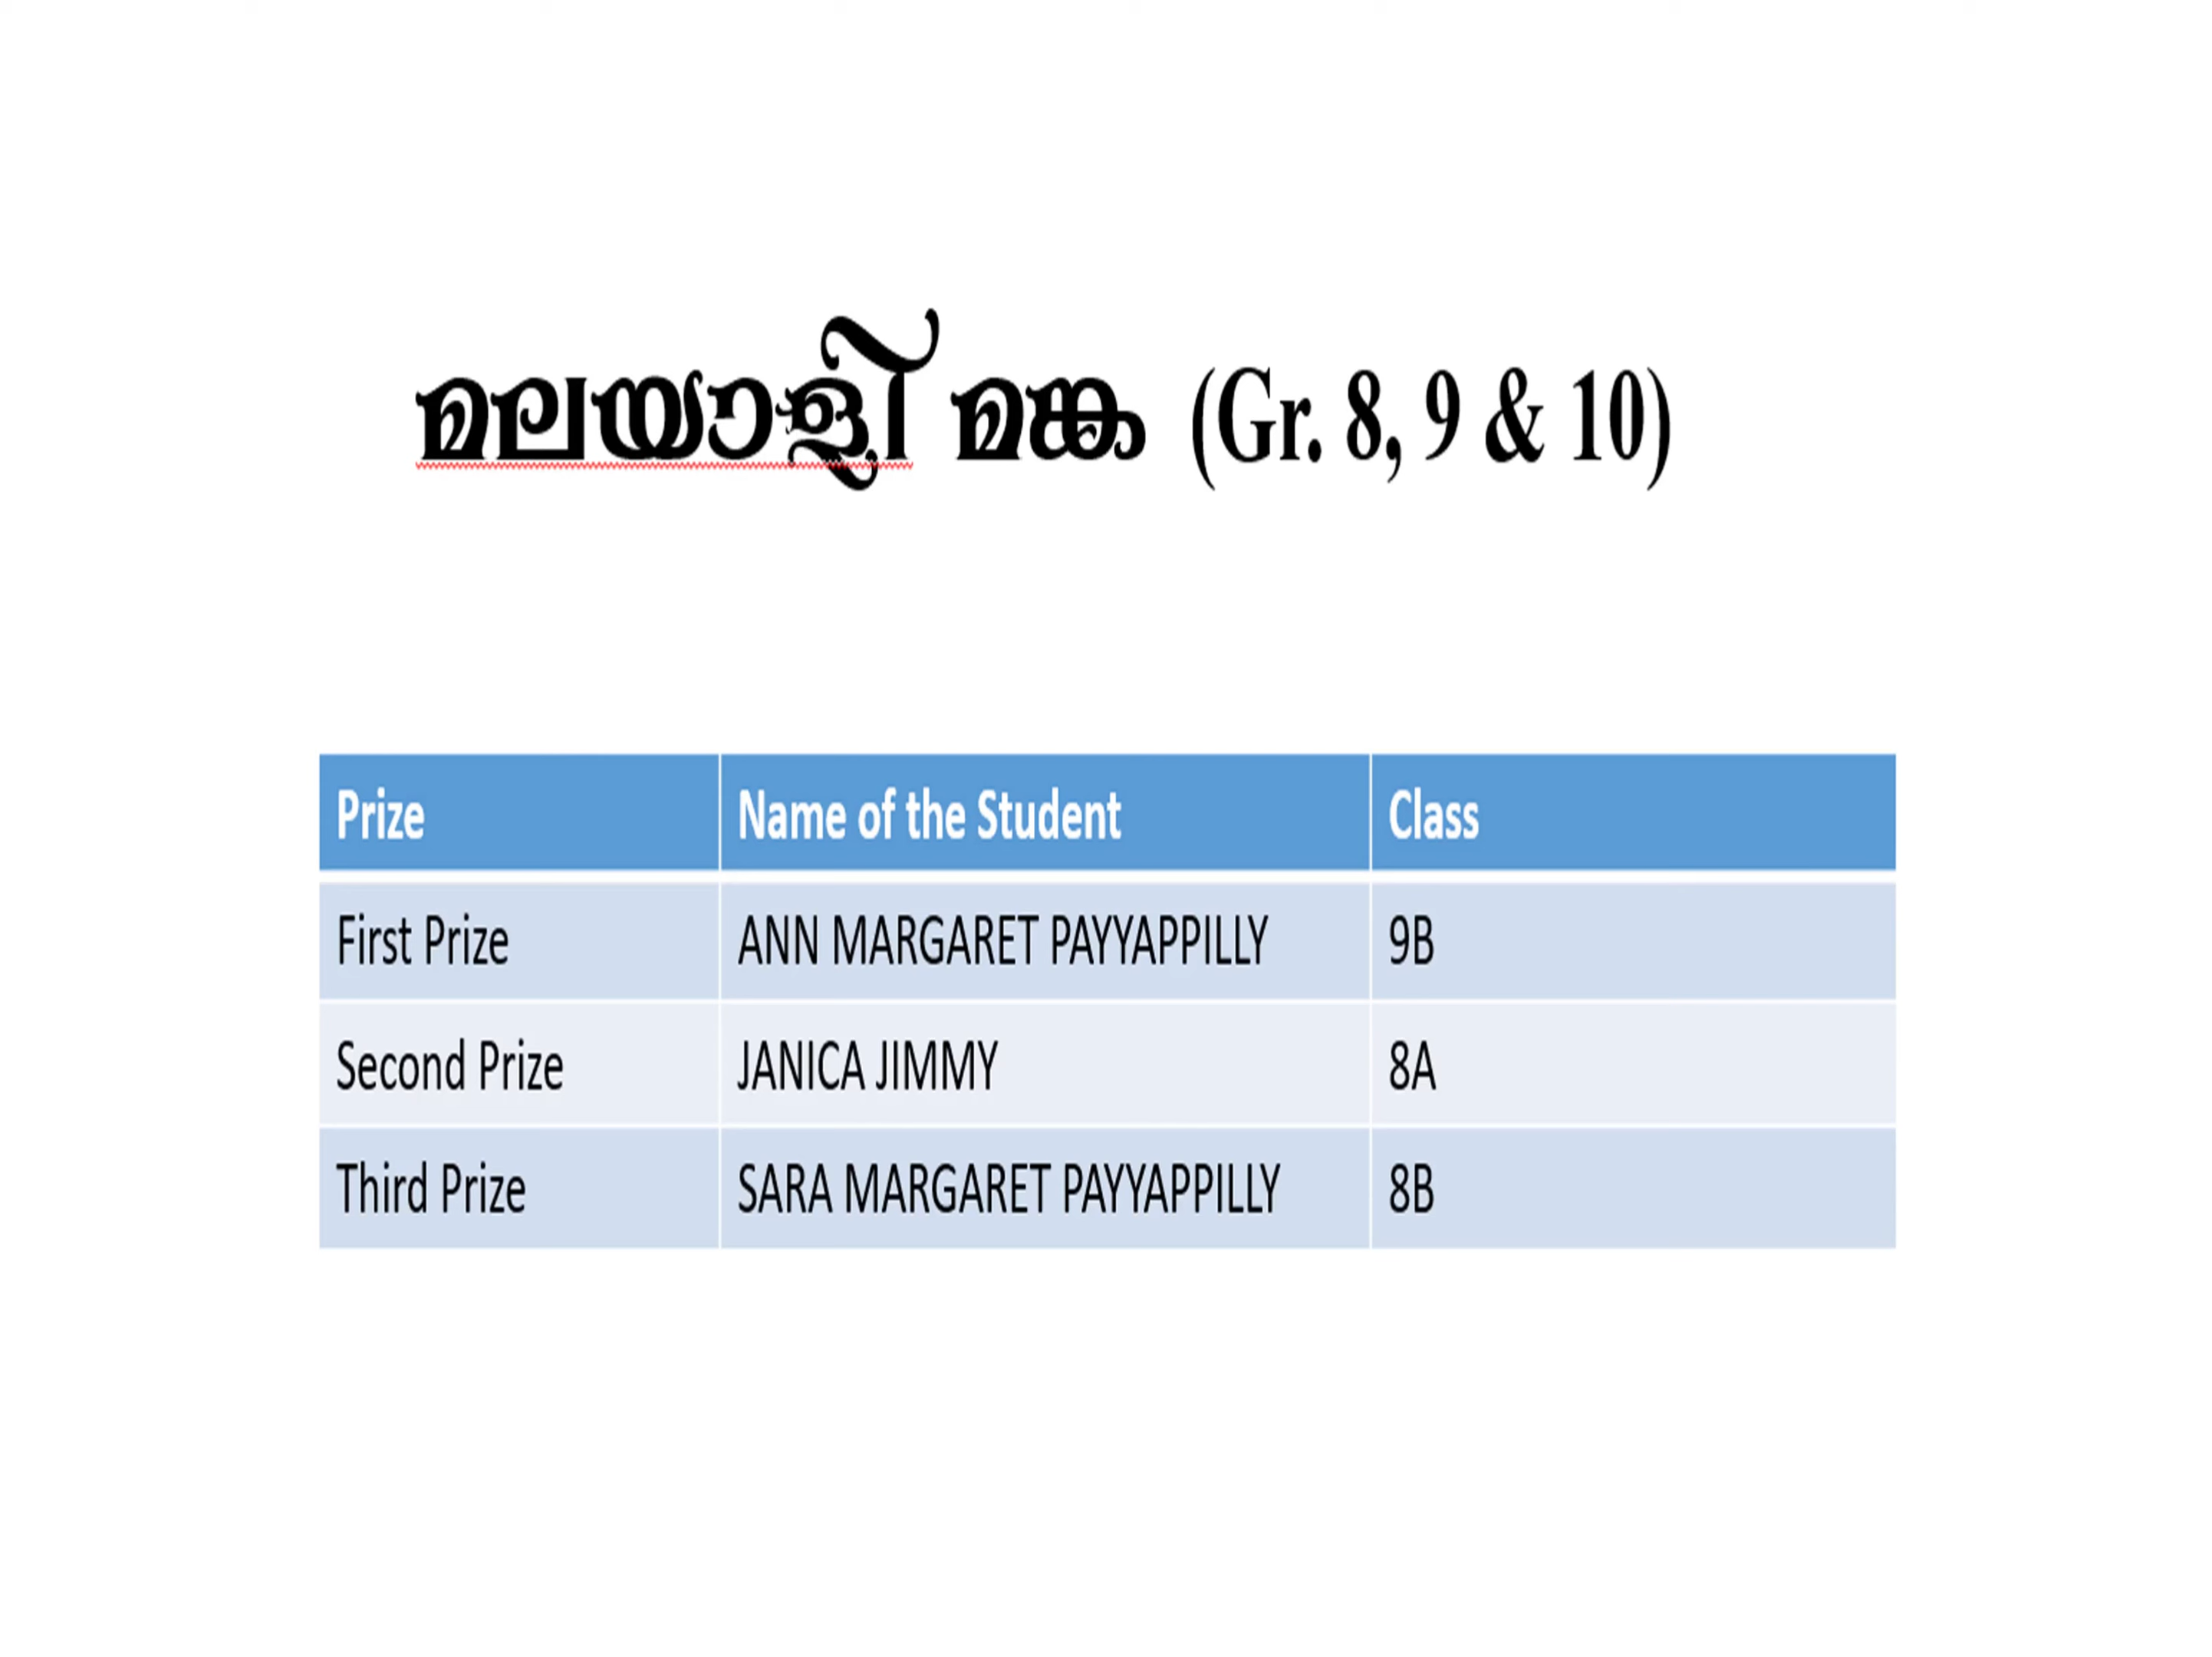 മലയാളി മങ്ക (Gr. 8, 9 & 10)
Prize Name of the Student Class
First Prize ANN MARGARET PAYYAPPILLY 9B
Second Prize JANICA JIMMY 8A
Third Prize SARA MARGARET PAYYAPPILLY 8B